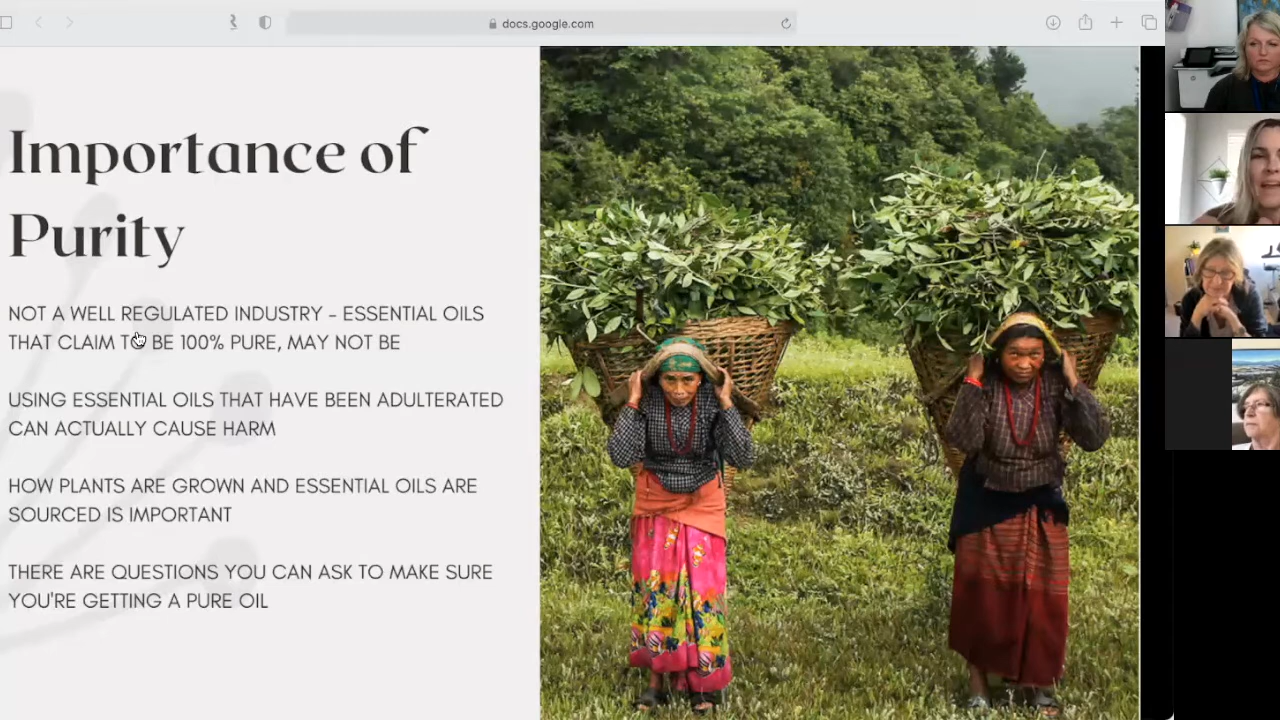 docs.google.com
Importance of
Purity
NOT A WELL REGULATED INDUSTRY - ESSENTIAL OILS
THAT CLAIM TO BE 100% PURE, MAY NOT BE
USING ESSENTIAL OILS THAT HAVE BEEN ADULTERATED
CAN ACTUALLY CAUSE HARM
HOW PLANTS ARE GROWN AND ESSENTIAL OILS ARE
SOURCED IS IMPORTANT
THERE ARE QUESTIONS YOU CAN ASK TO MAKE SURE
YOU'RE GETTING A PURE OIL